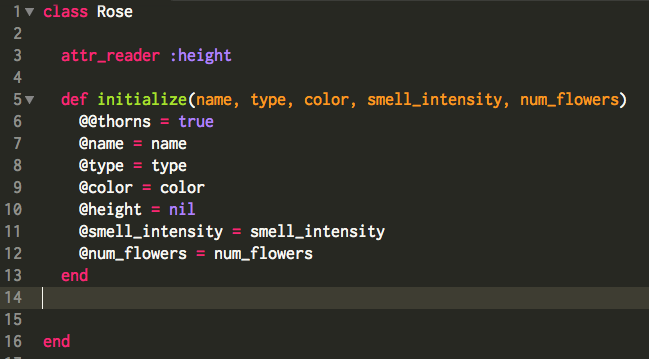 1 class Rose
2
3 attr_reader :height
4
5 def initialize(name, type, color, smell_intensity, num_flowers)
6 @@thorns = true
7 @name = name
8 @type = type
9 @color = color
10 @height = nil
11 @smell_intensity = smell_intensity
12 @num_flowers = num_flowers
13 end
14
15
16 end